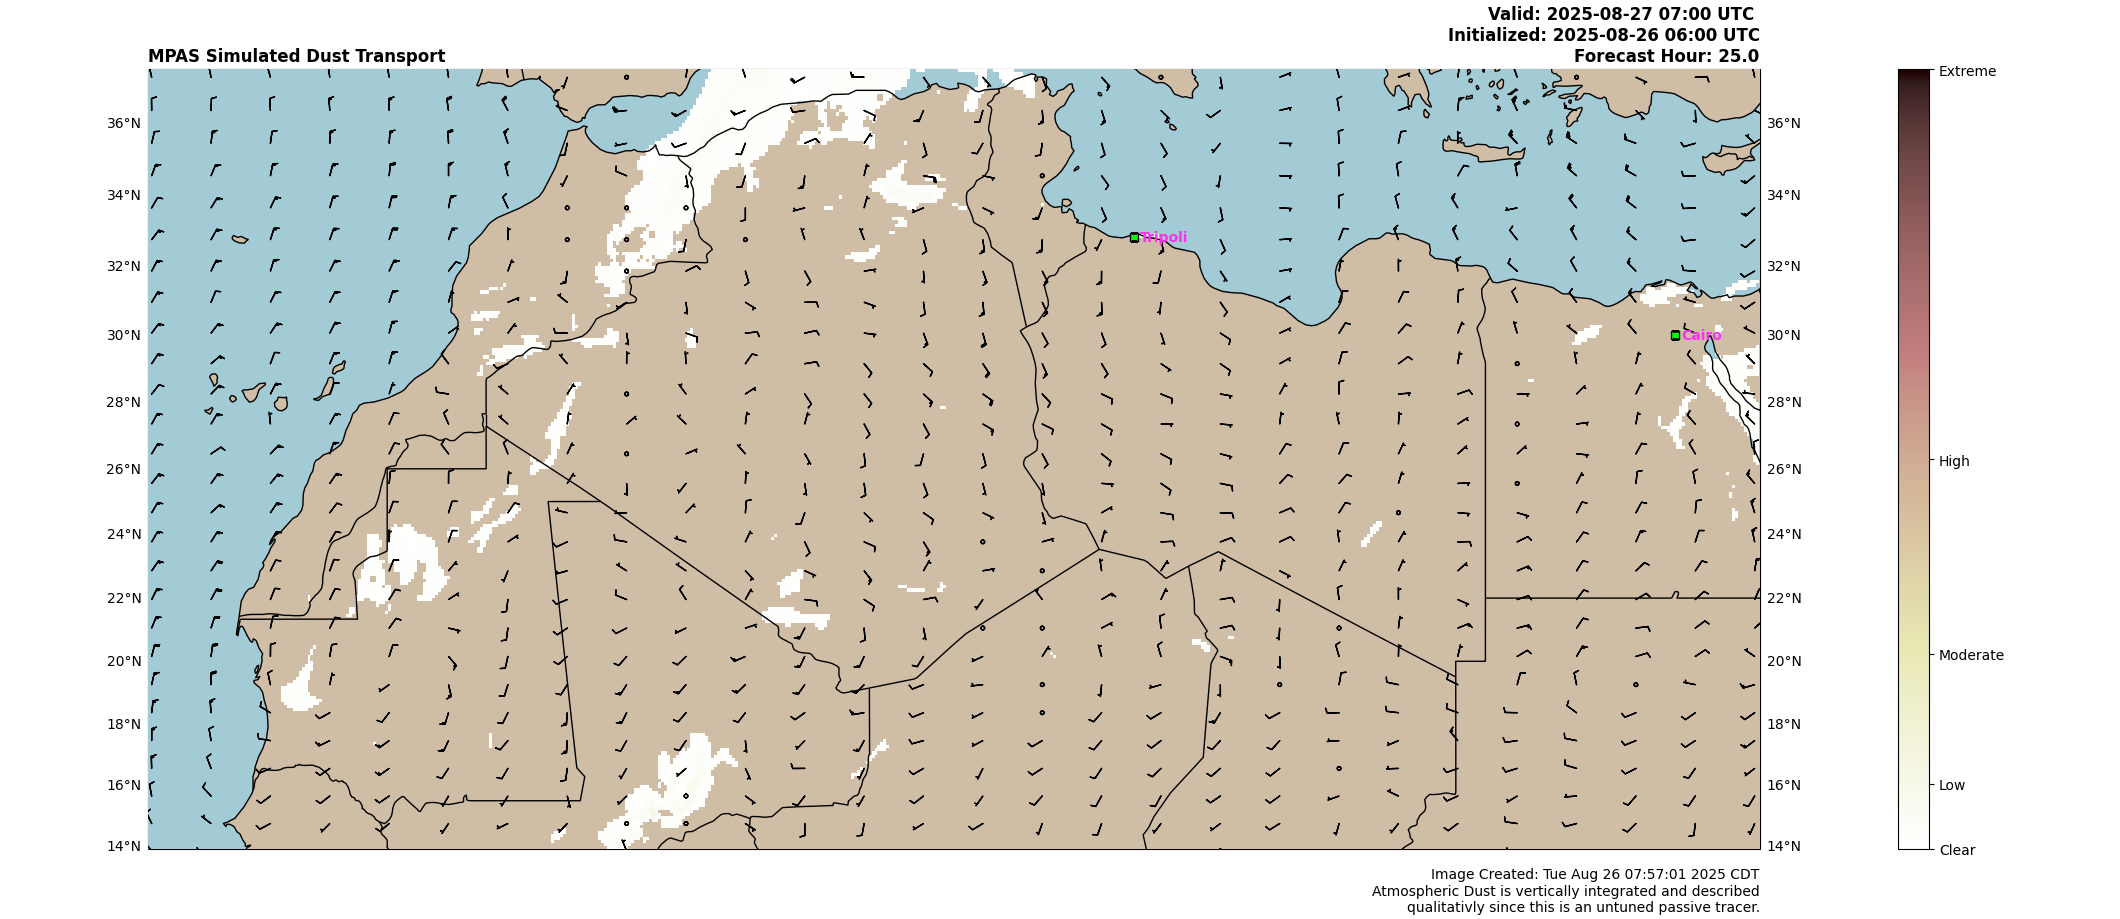 Valid: 2025-08-27 07:00 UTC
Initialized: 2025-08-26 06:00 UTC
MPAS Simulated Dust Transport
Forecast Hour: 25.0
Extreme
36°N
36°N
34°N
34°N
Tripoli
32°N
32°N
30°N
Cairo
30°N
28°N
28°N
26°N
26°N
High
24°N
24°N
22°N
22°N
20°N
20°N
Moderate
18°N
18°N
16°N
16°N
Low
14°N
14°N
Clear
Image Created: Tue Aug 26 07:57:01 2025 CDT
Atmospheric Dust is vertically integrated and described
qualitativly since this is an untuned passive tracer.